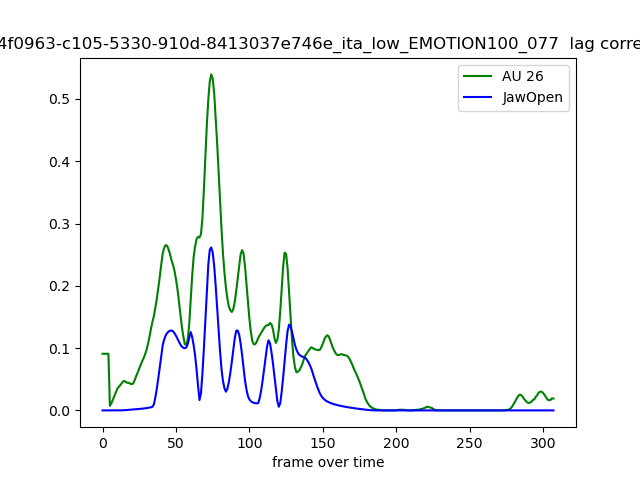 4f0963-c105-5330-910d-8413037e746e_ita_low_EMOTION100_077 lag corre
AU 26
JawOpen
0.5
0.4
0.3
0.2
0.1
0.0
0 50 100 150 200 250 300
frame over time